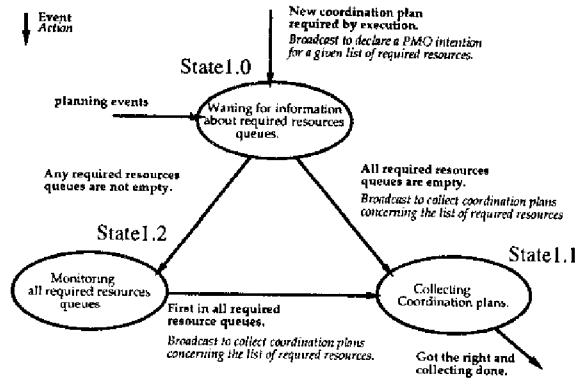 Event
Action
New coordination plan
required by execution.
Broadcast to declare a PMO intention
for a given list of required resources.
State1.0
planning events
Waiting for information
about required resources
queues.
Any required resources
queues are not empty.
All required resources
queues are empty.
Broadcast to collect coordination plans
concerning the list of required resources
State1.2
State1.1
Monitoring
all required resources
queues
Collecting
Coordination plans.
First in all required
resource queues.
Broadcast to collect coordination plans
concerning the list of required resources.
Got the right and
collecting done.